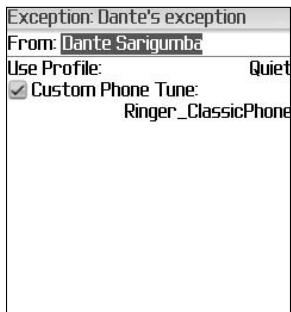 Exception: Dante's exception
From: Dante Sarigumba
Use Profile: Quiet
Custom Phone Tune:
Ringer_ClassicPhone